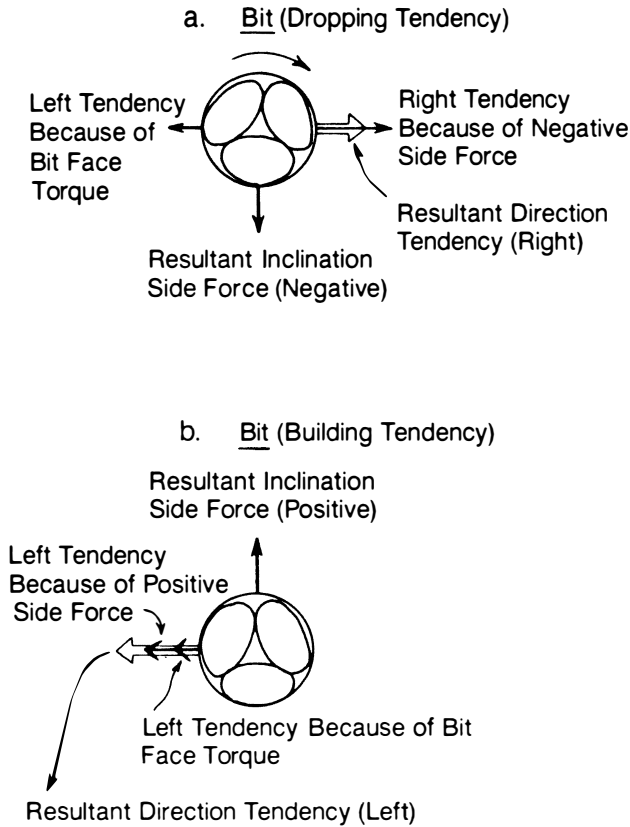 a. Bit (Dropping Tendency)
Left Tendency
Because of
Bit Face
Torque
Right Tendency
Because of Negative
Side Force
Resultant Direction
Tendency (Right)
Resultant Inclination
Side Force (Negative)
b. Bit (Building Tendency)
Resultant Inclination
Side Force (Positive)
Left Tendency
Because of Positive
Side Force
Left Tendency Because of Bit
Face Torque
Resultant Direction Tendency (Left)